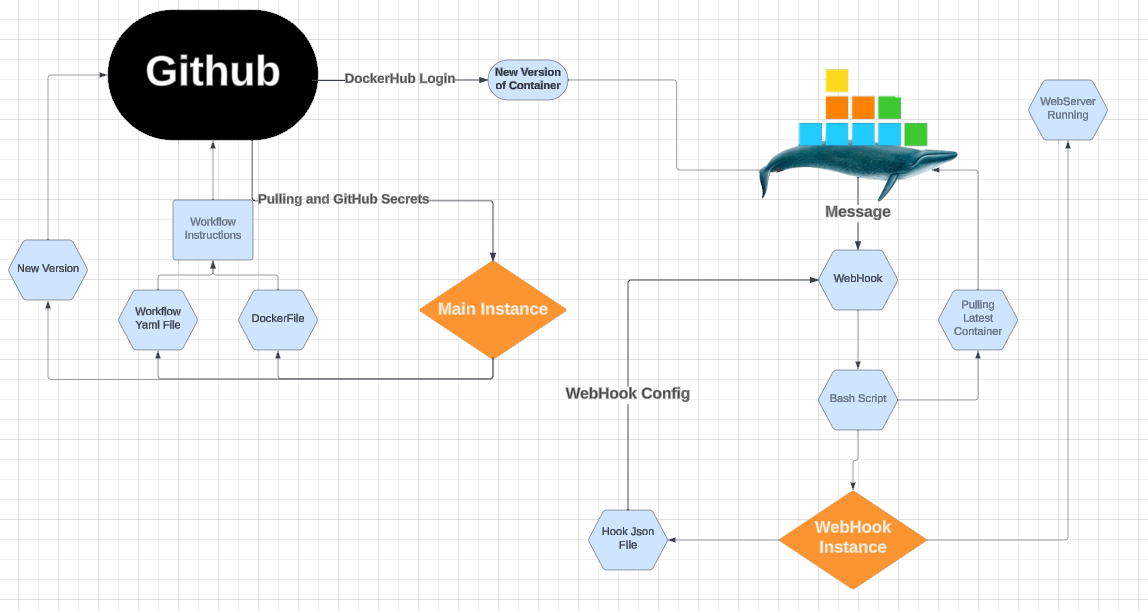 Github
DockerHub Login
New Version
of Container
WebServer
Running
Pulling and GitHub Secrets
Message
Workflow
Instructions
New Version
WebHook
Workflow
Yaml File
DockerFile
Main Instance
Pulling
Latest
Container
WebHook Config
Bash Script
Hook Json
File
WebHook
Instance